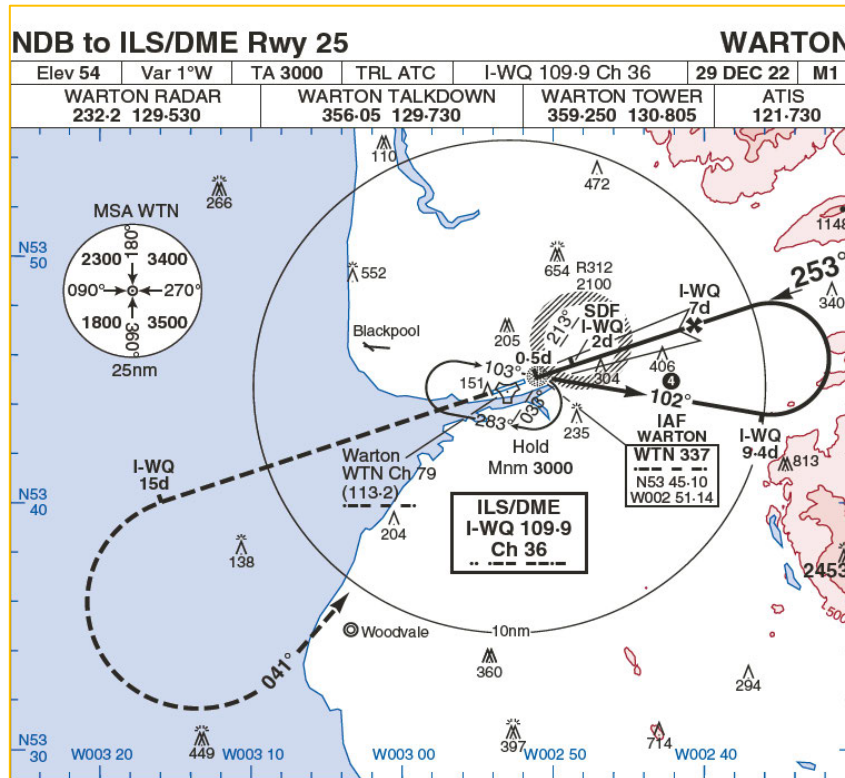 NDB to ILS/DME Rwy 25
WARTON
Elev 54
Var 1°W
TA 3000
TRL ATC
I-WQ 109·9 Ch 36
29 DEC 22
M1
WARTON RADAR
232·2 129·530
WARTON TALKDOWN
356·05 129·730
WARTON TOWER
359·250 130·805
ATIS
121·730
110
472
266
1148
MSA WTN
180°
2300
3400
090°
270°
1800
3500
360°
25nm
N53
50
552
654
R312
2100
253°
340
I-WQ
7d
213°
SDF
I-WQ
2d
205
Blackpool
0·5d
406
304
103°
151
4
102°
283°
033°
235
IAF
WARTON
WTN 337
N53 45·10
W002 51·14
I-WQ
9·4d
813
Hold
Mnm 3000
Warton
WTN Ch 79
(113·2)
I-WQ
15d
N53
40
ILS/DME
I-WQ 109·9
Ch 36
204
138
2453
500
Woodvale
10nm
041°
360
294
449
397
714
N53
30
W003 20
W003 10
W003 00
W002 50
W002 40